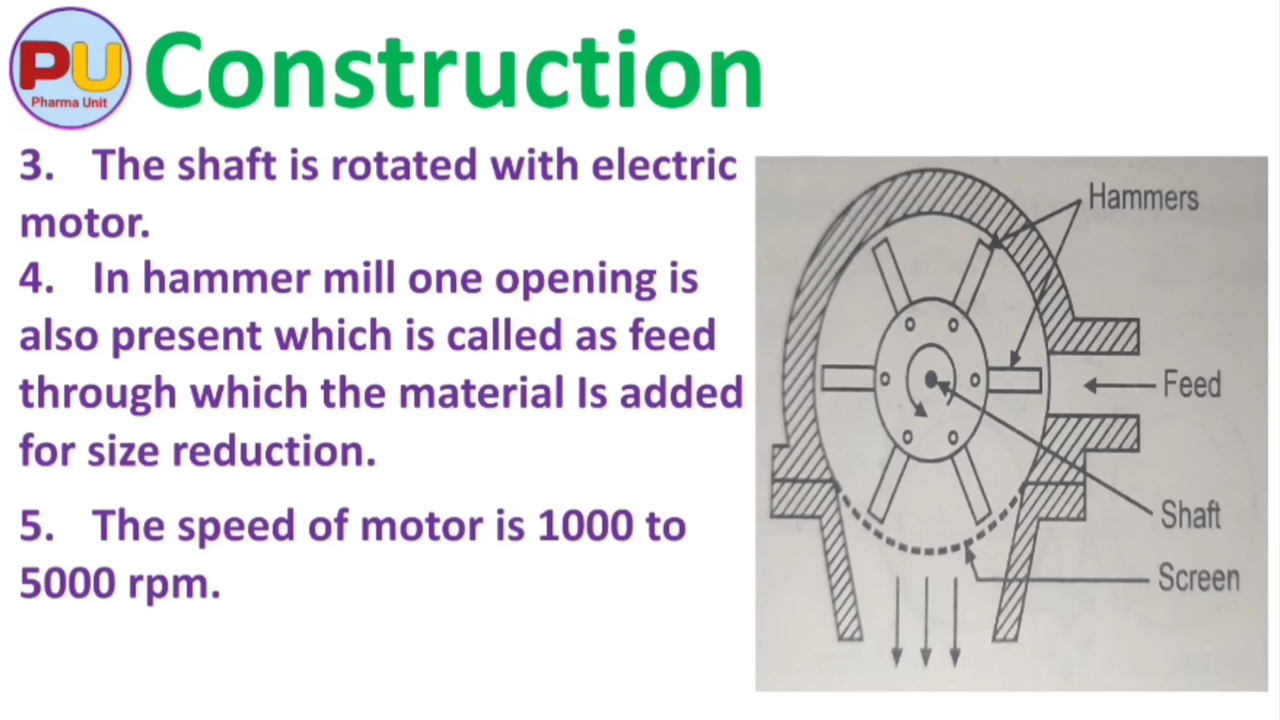 PU
Pharma Unit
Construction
3. The shaft is rotated with electric
motor.
4. In hammer mill one opening is
also present which is called as feed
through which the material Is added
for size reduction.
5. The speed of motor is 1000 to
5000 rpm.
Hammers
Feed
Shaft
Screen